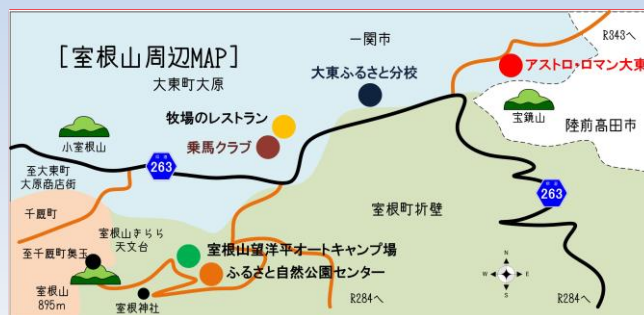 [室根山周辺MAP]
一関市
R343へ
大東町大原
大東ふるさと分校
アストロ・ロマン大東
牧場のレストラン
宝鏡山
陸前高田市
小室根山
乗馬クラブ
至大東町
大原商店街
263
千厩町
263
室根町折壁
室根山きらら
天文台
至千厩町奥玉
室根山望洋平オートキャンプ場
ふるさと自然公園センター
N
W
E
S
室根山
895m
室根神社
R284へ
R284へ